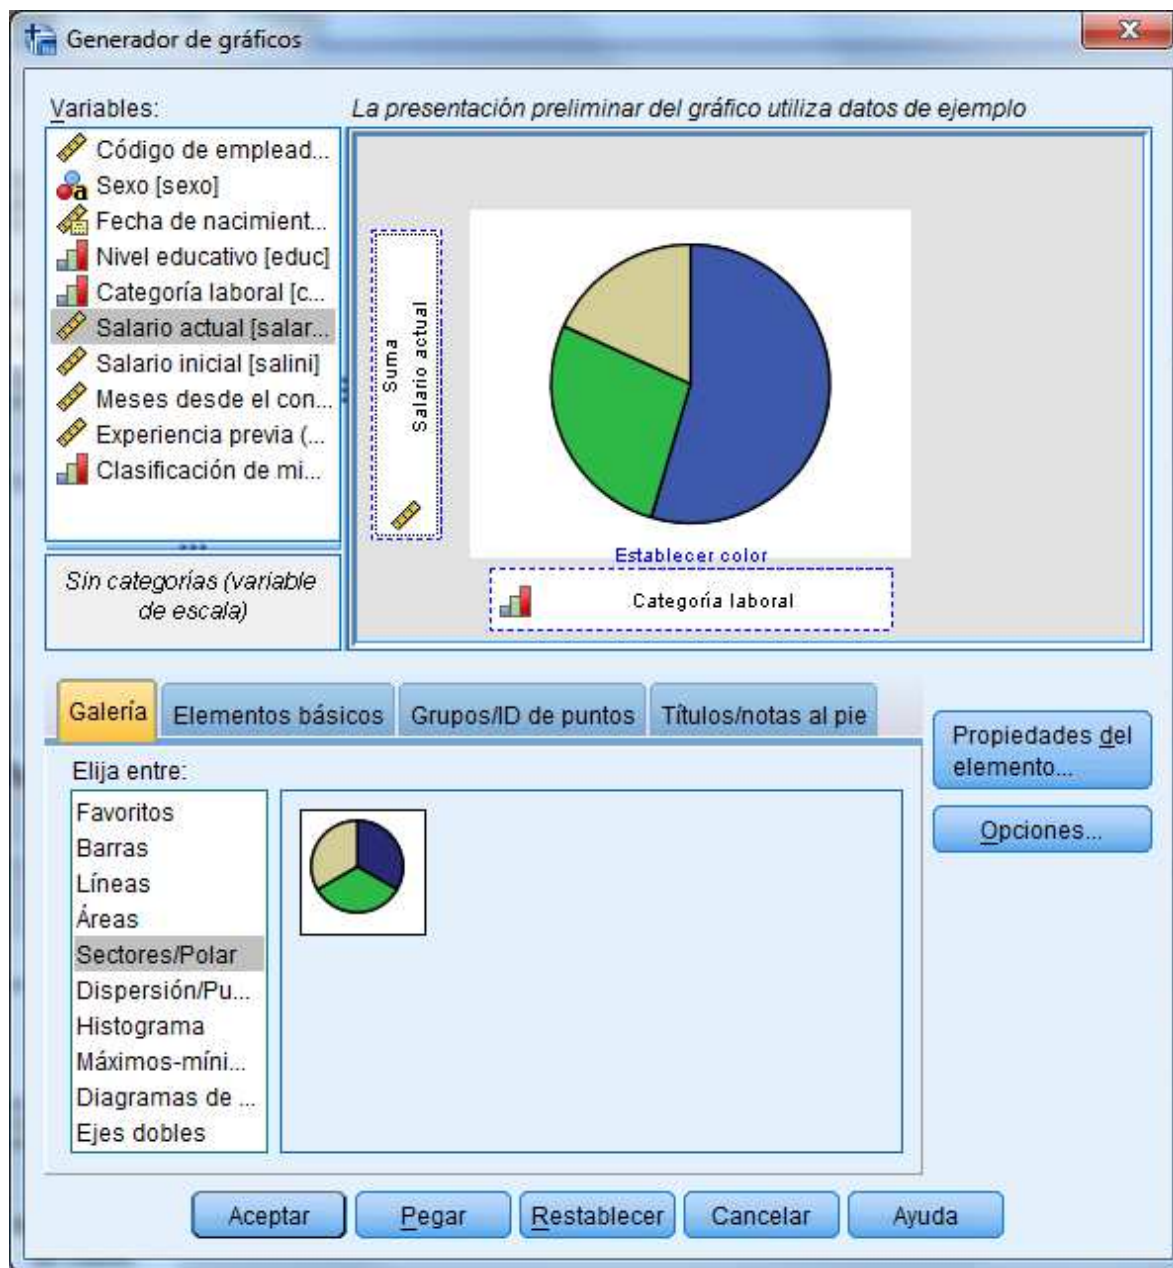 Generador de gráficos
Variables:
La presentación preliminar del gráfico utiliza datos de ejemplo
Código de emplead...
Sexo [sexo]
Fecha de nacimient...
Nivel educativo [educ]
Categoría laboral [c...
Salario actual [salar...
Salario inicial [salini]
Meses desde el con...
Experiencia previa (...
Clasificación de mi...
Sin categorías (variable
de escala)
Suma
Salario actual
Establecer color
Categoría laboral
Galería
Elementos básicos
Grupos/ID de puntos
Títulos/notas al pie
Propiedades del
elemento...
Opciones...
Elija entre:
Favoritos
Barras
Líneas
Áreas
Sectores/Polar
Dispersión/Pu...
Histograma
Máximos-míni...
Diagramas de ...
Ejes dobles
Aceptar
Pegar
Restablecer
Cancelar
Ayuda